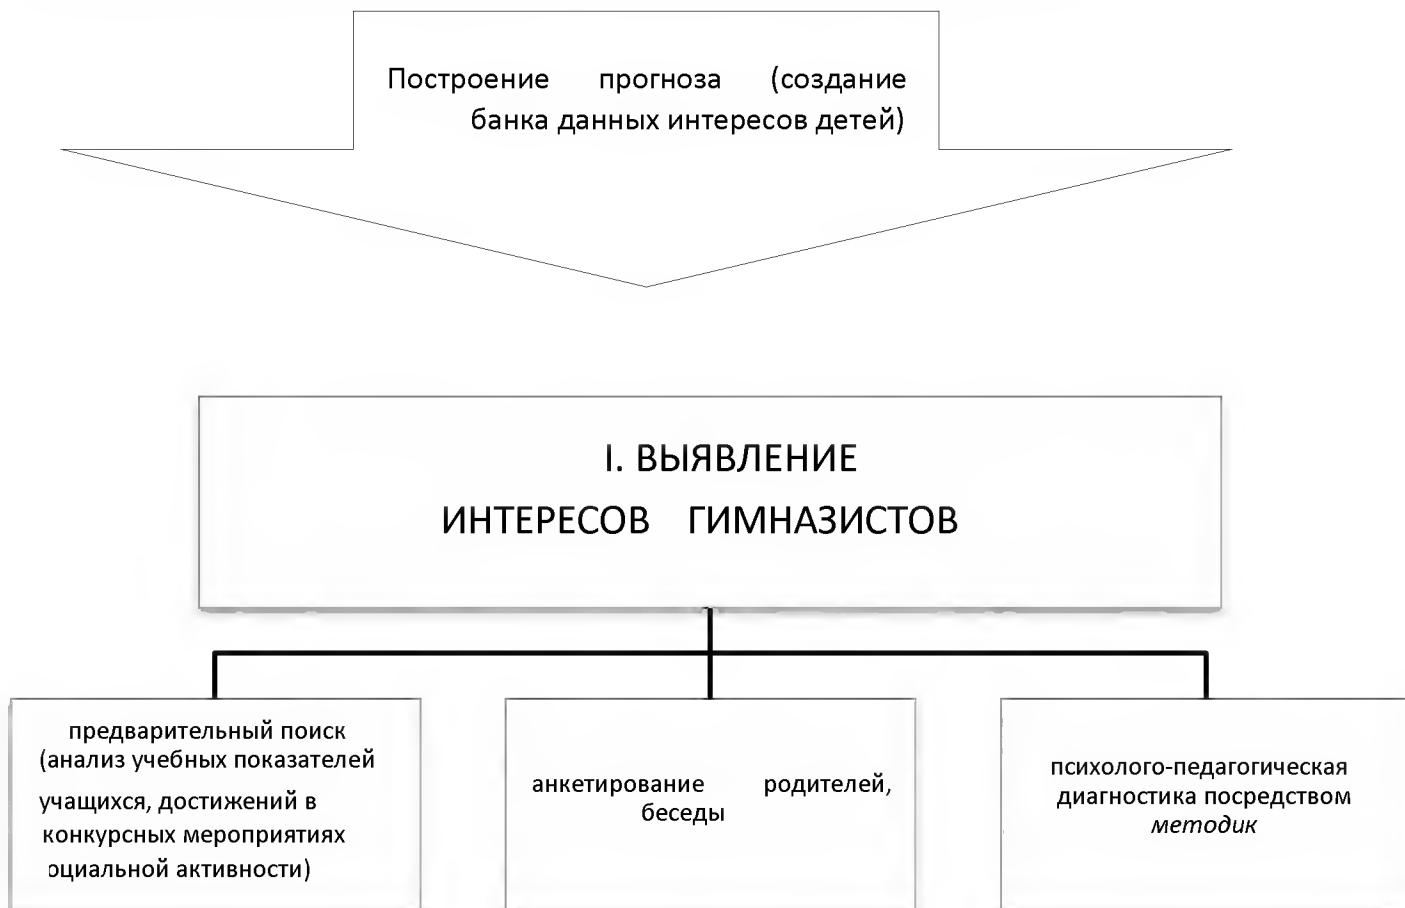 Построение прогноза (создание
банка данных интересов детей)
I. ВЫЯВЛЕНИЕ
ИНТЕРЕСОВ ГИМНАЗИСТОВ
предварительный поиск
(анализ учебных показателей
учащихся, достижений в
конкурсных мероприятиях
оциальной активности)
анкетирование родителей,
беседы
психолого-педагогическая
диагностика посредством
методик